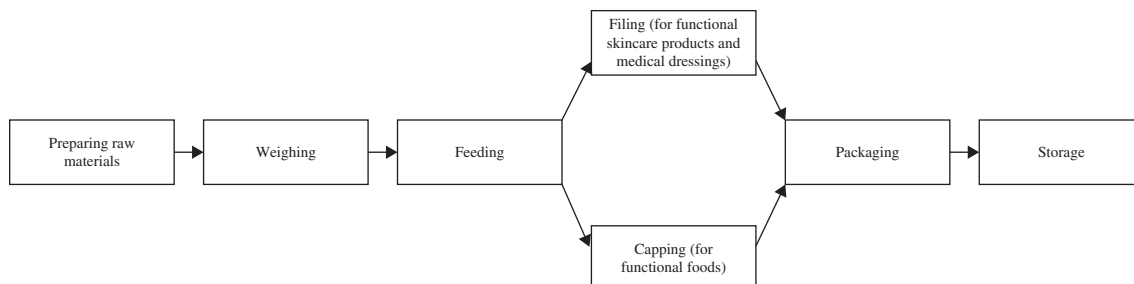 Preparing raw
materials
Weighing
Feeding
Filing (for functional
skincare products and
medical dressings)
Capping (for
functional foods)
Packaging
Storage